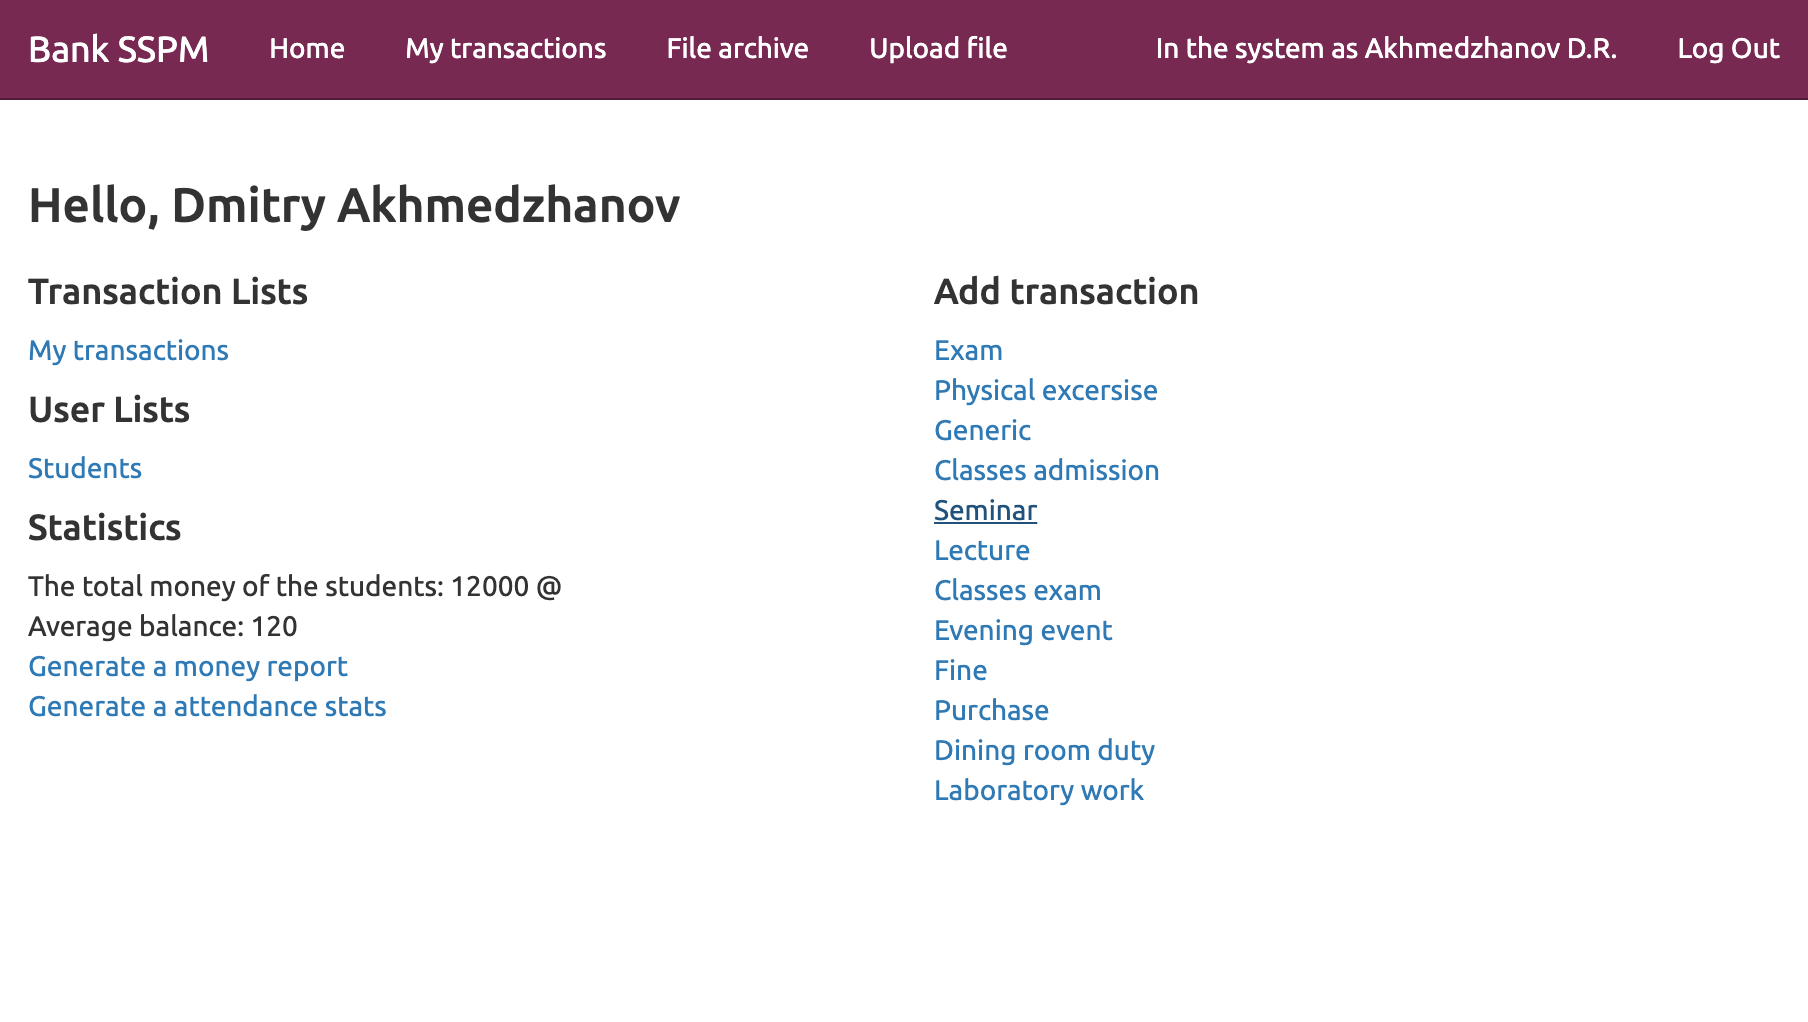 Bank SSPM Home My transactions File archive Upload file In the system as Akhmedzhanov D.R. Log Out
Hello, Dmitry Akhmedzhanov
Transaction Lists
My transactions
User Lists
Students
Statistics
The total money of the students: 12000 @
Average balance: 120
Generate a money report
Generate a attendance stats
Add transaction
Exam
Physical excersise
Generic
Classes admission
Seminar
Lecture
Classes exam
Evening event
Fine
Purchase
Dining room duty
Laboratory work